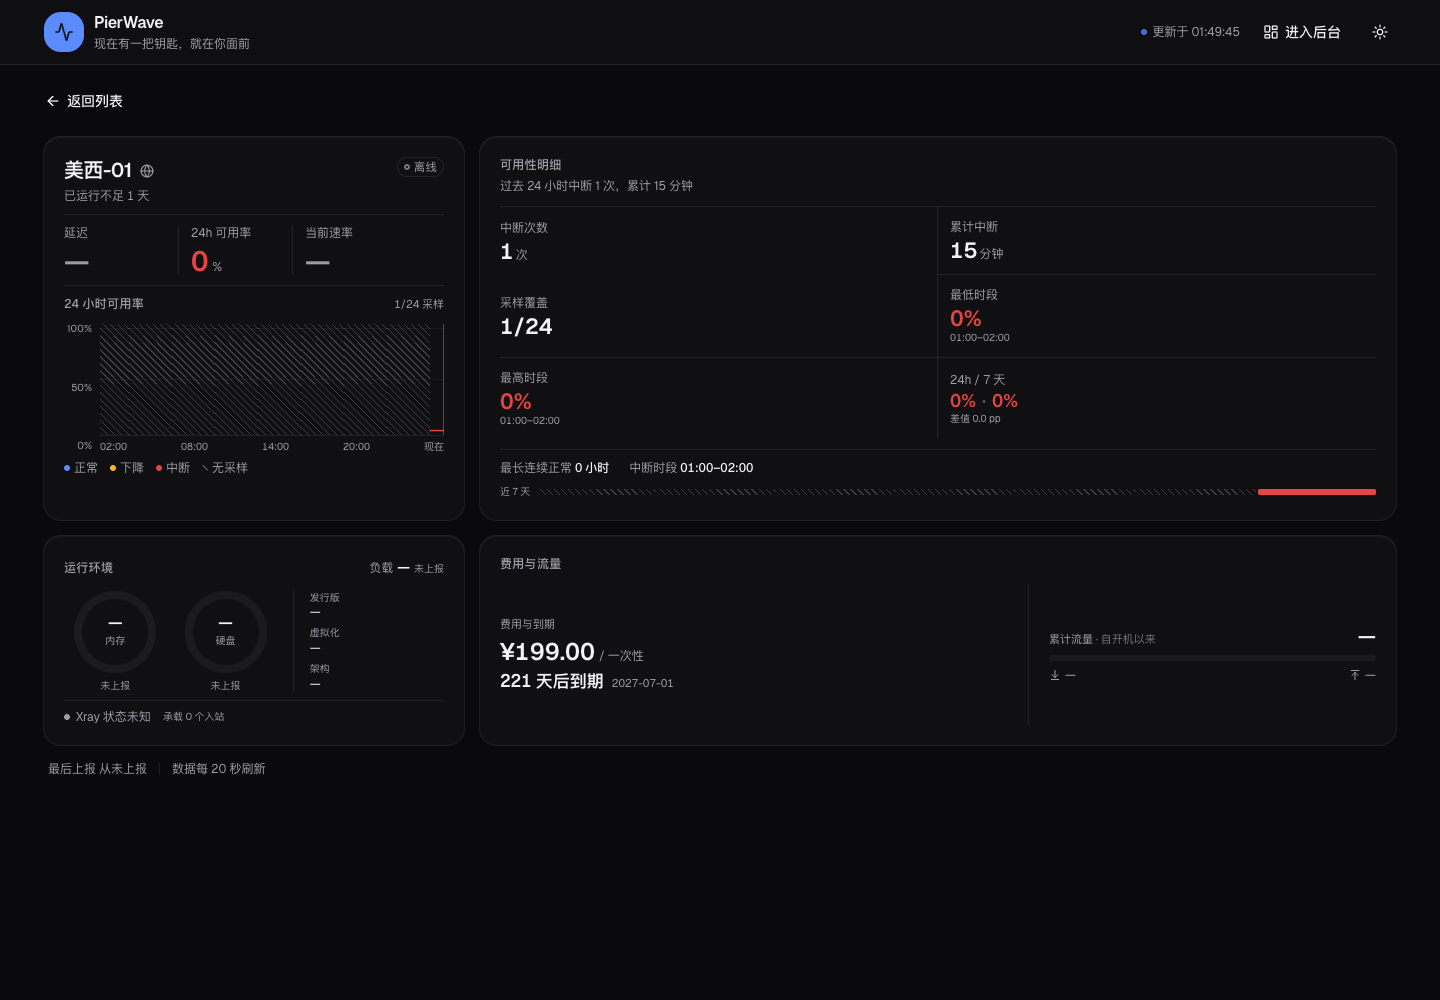 PierWave
现在有一把钥匙，就在你面前
更新于 01:49:45
进入后台
返回列表
美西-01
离线
已运行不足 1 天
延迟
—
24h 可用率
0 %
当前速率
—
24 小时可用率
1/24 采样
100%
50%
0%
02:00 08:00 14:00 20:00 现在
正常 下降 中断 无采样
可用性明细
过去 24 小时中断 1 次，累计 15 分钟
中断次数
1 次
累计中断
15 分钟
采样覆盖
1/24
最低时段
0%
01:00–02:00
最高时段
0%
01:00–02:00
24h / 7 天
0% · 0%
差值 0.0 pp
最长连续正常 0 小时 中断时段 01:00–02:00
近 7 天
运行环境
负载 — 未上报
—
内存
未上报
—
硬盘
未上报
发行版
—
虚拟化
—
架构
—
Xray 状态未知 承载 0 个入站
费用与流量
费用与到期
¥199.00 / 一次性
221 天后到期 2027-07-01
累计流量 · 自开机以来 —
— —
最后上报 从未上报 数据每 20 秒刷新